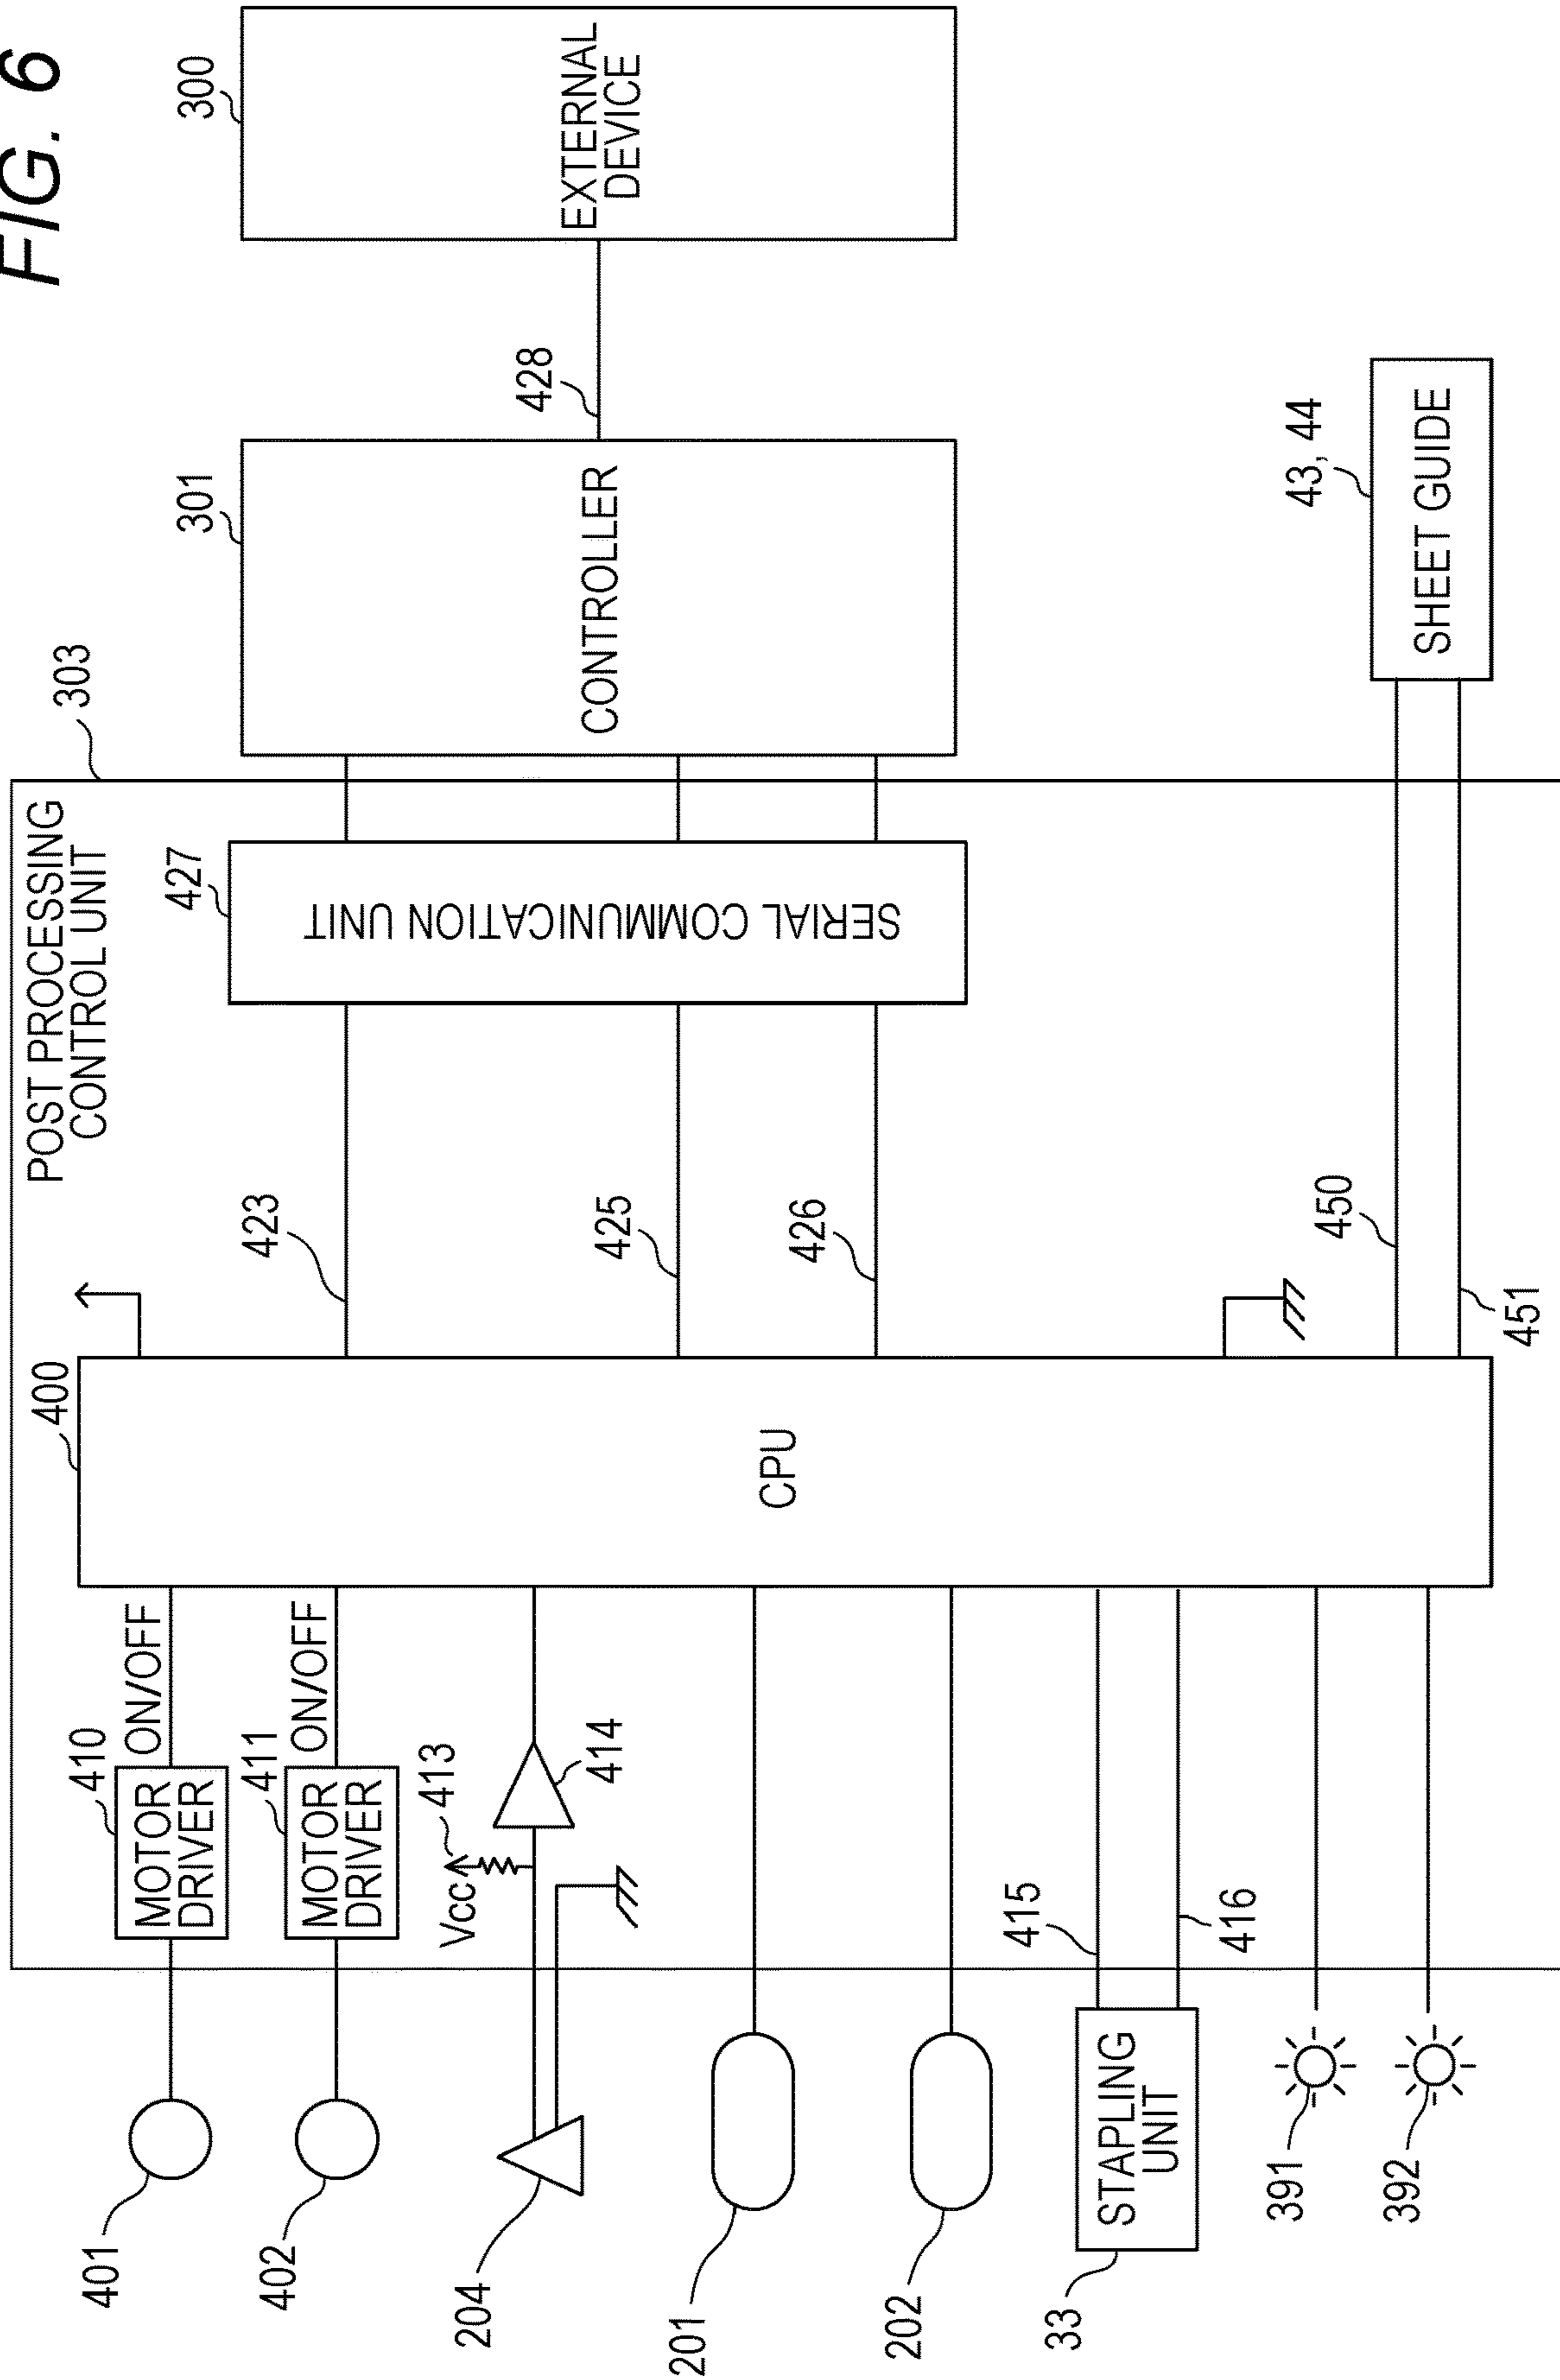 FIG. 6
300
EXTERNAL
DEVICE
428
301
CONTROLLER
43, 44
SHEET GUIDE
303
POST PROCESSING
CONTROL UNIT
427
SERIAL COMMUNICATION UNIT
423
425
426
450
451
400
CPU
410
ON/OFF
MOTOR
DRIVER
411
ON/OFF
MOTOR
DRIVER
413
Vcc
414
415
416
401
402
204
201
202
33
STAPLING
UNIT
391
392